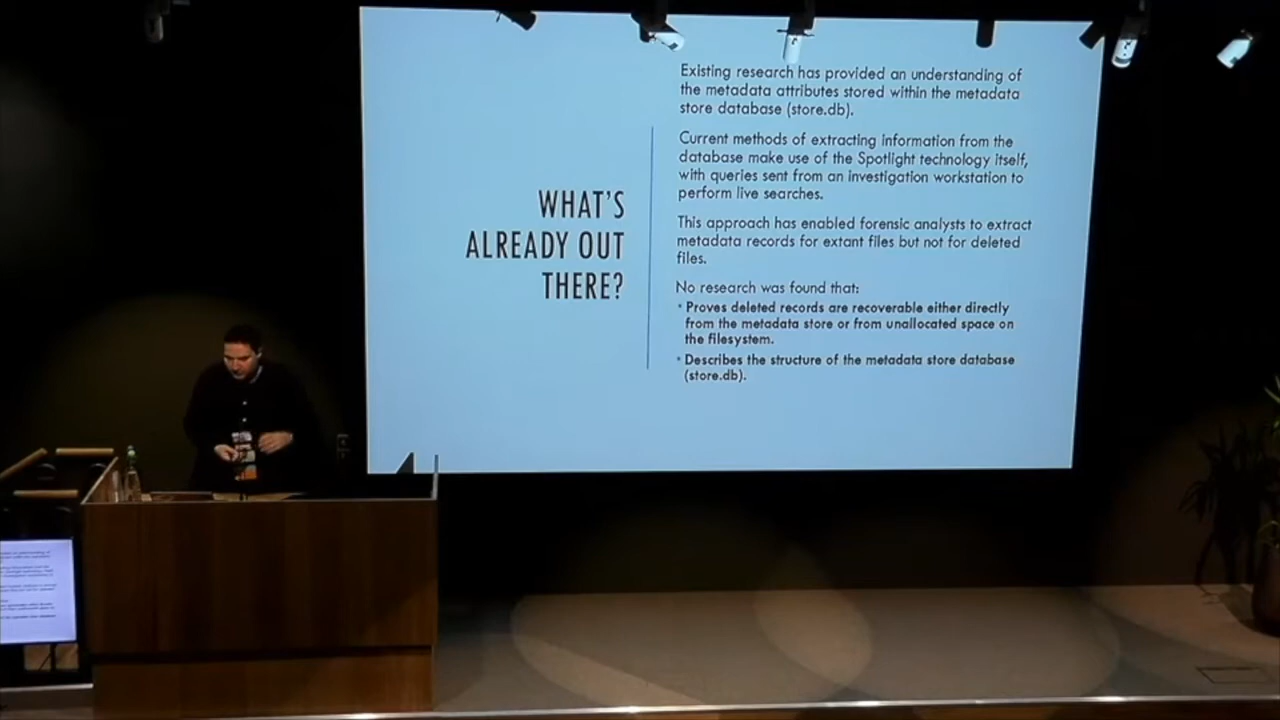 WHAT'S
ALREADY OUT
THERE?
Existing research has provided an understanding of
the metadata attributes stored within the metadata
store database (store.db).
Current methods of extracting information from the
database make use of the Spotlight technology itself,
with queries sent from an investigation workstation to
perform live searches.
This approach has enabled forensic analysts to extract
metadata records for extant files but not for deleted
files.
No research was found that:
• Proves deleted records are recoverable either directly
from the metadata store or from unallocated space on
the filesystem.
• Describes the structure of the metadata store database
(store.db).